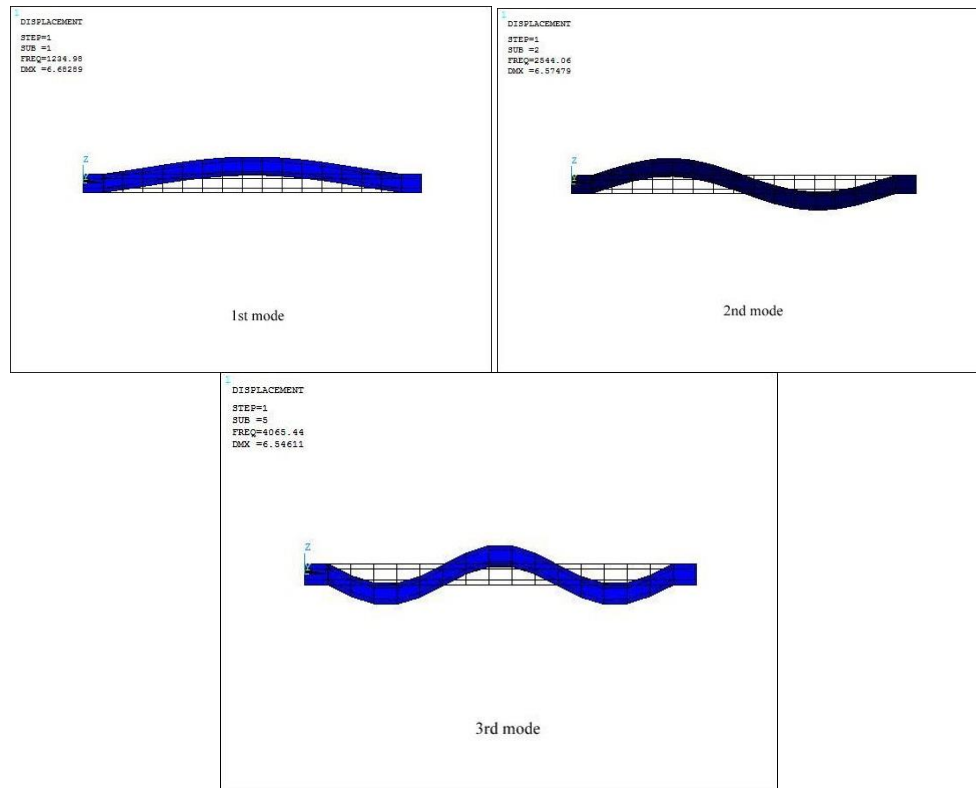 1
DISPLACEMENT
STEP=1
SUB =1
FREQ=1234.98
DMX =6.68289
Z
1st mode
1
DISPLACEMENT
STEP=1
SUB =2
FREQ=2544.06
DMX =6.57479
Z
2nd mode
1
DISPLACEMENT
STEP=1
SUB =5
FREQ=4065.44
DMX =6.54611
Z
3rd mode